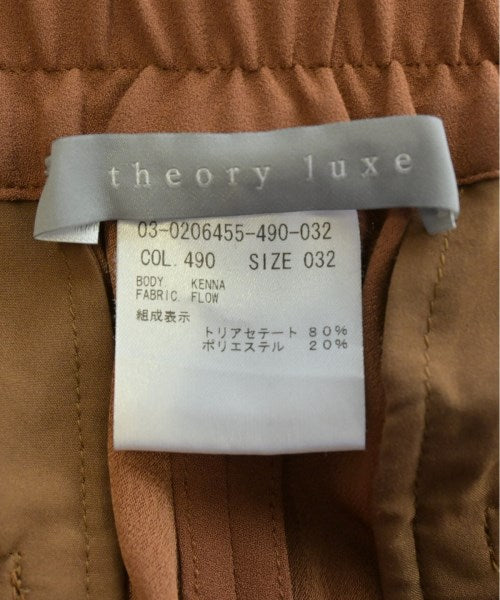 theory luxe
03-0206455-490-032
COL. 490 SIZE 032
BODY KENNA
FABRIC FLOW
組成表示
トリアセテート 80%
ポリエステル 20%